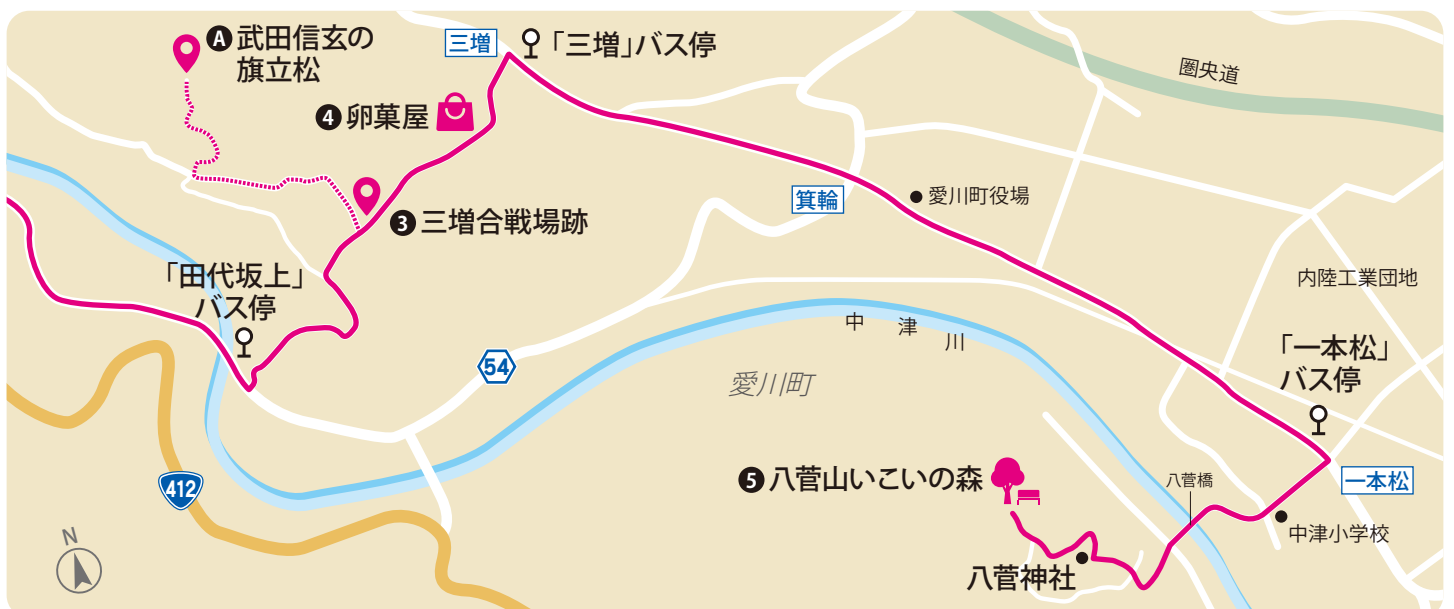 A 武田信玄の
旗立松
三増
「三増」バス停
圏央道
4 卵菓屋
箕輪
愛川町役場
3 三増合戦場跡
「田代坂上」
バス停
内陸工業団地
中津川
「一本松」
バス停
54
愛川町
412
5 八菅山いこいの森
八菅橋
一本松
中津小学校
八菅神社
N